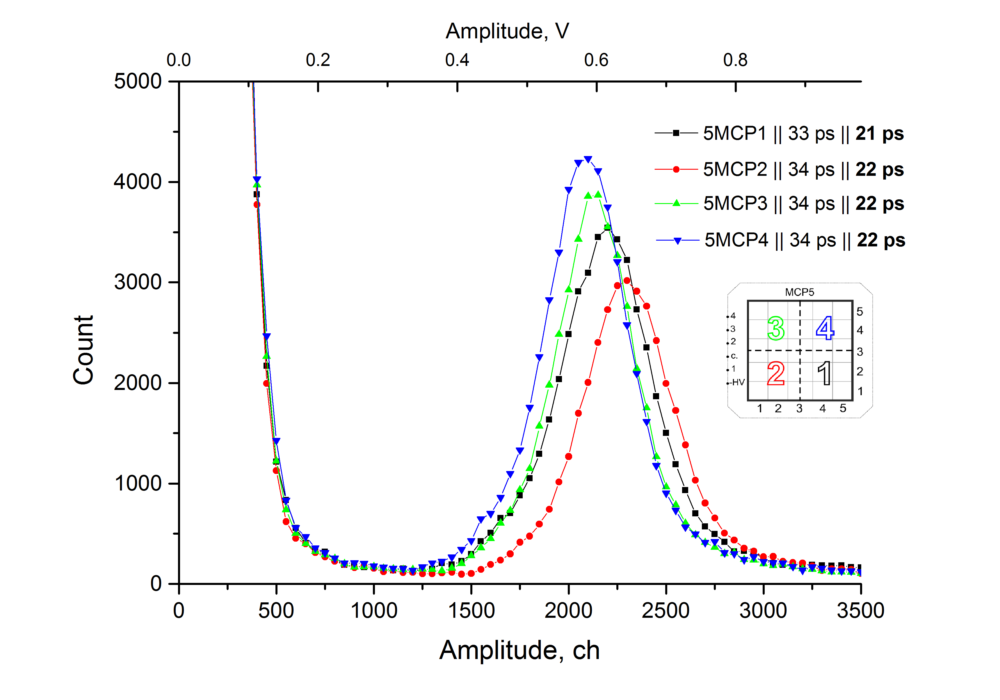 Amplitude, V
0.0 0.2 0.4 0.6 0.8
5000
4000
3000
2000
1000
0
Count
5MCP1 || 33 ps || 21 ps
5MCP2 || 34 ps || 22 ps
5MCP3 || 34 ps || 22 ps
5MCP4 || 34 ps || 22 ps
MCP5
4
3
2
c.
1
-HV
3 4
2 1
5
4
3
2
1
1 2 3 4 5
0 500 1000 1500 2000 2500 3000 3500
Amplitude, ch